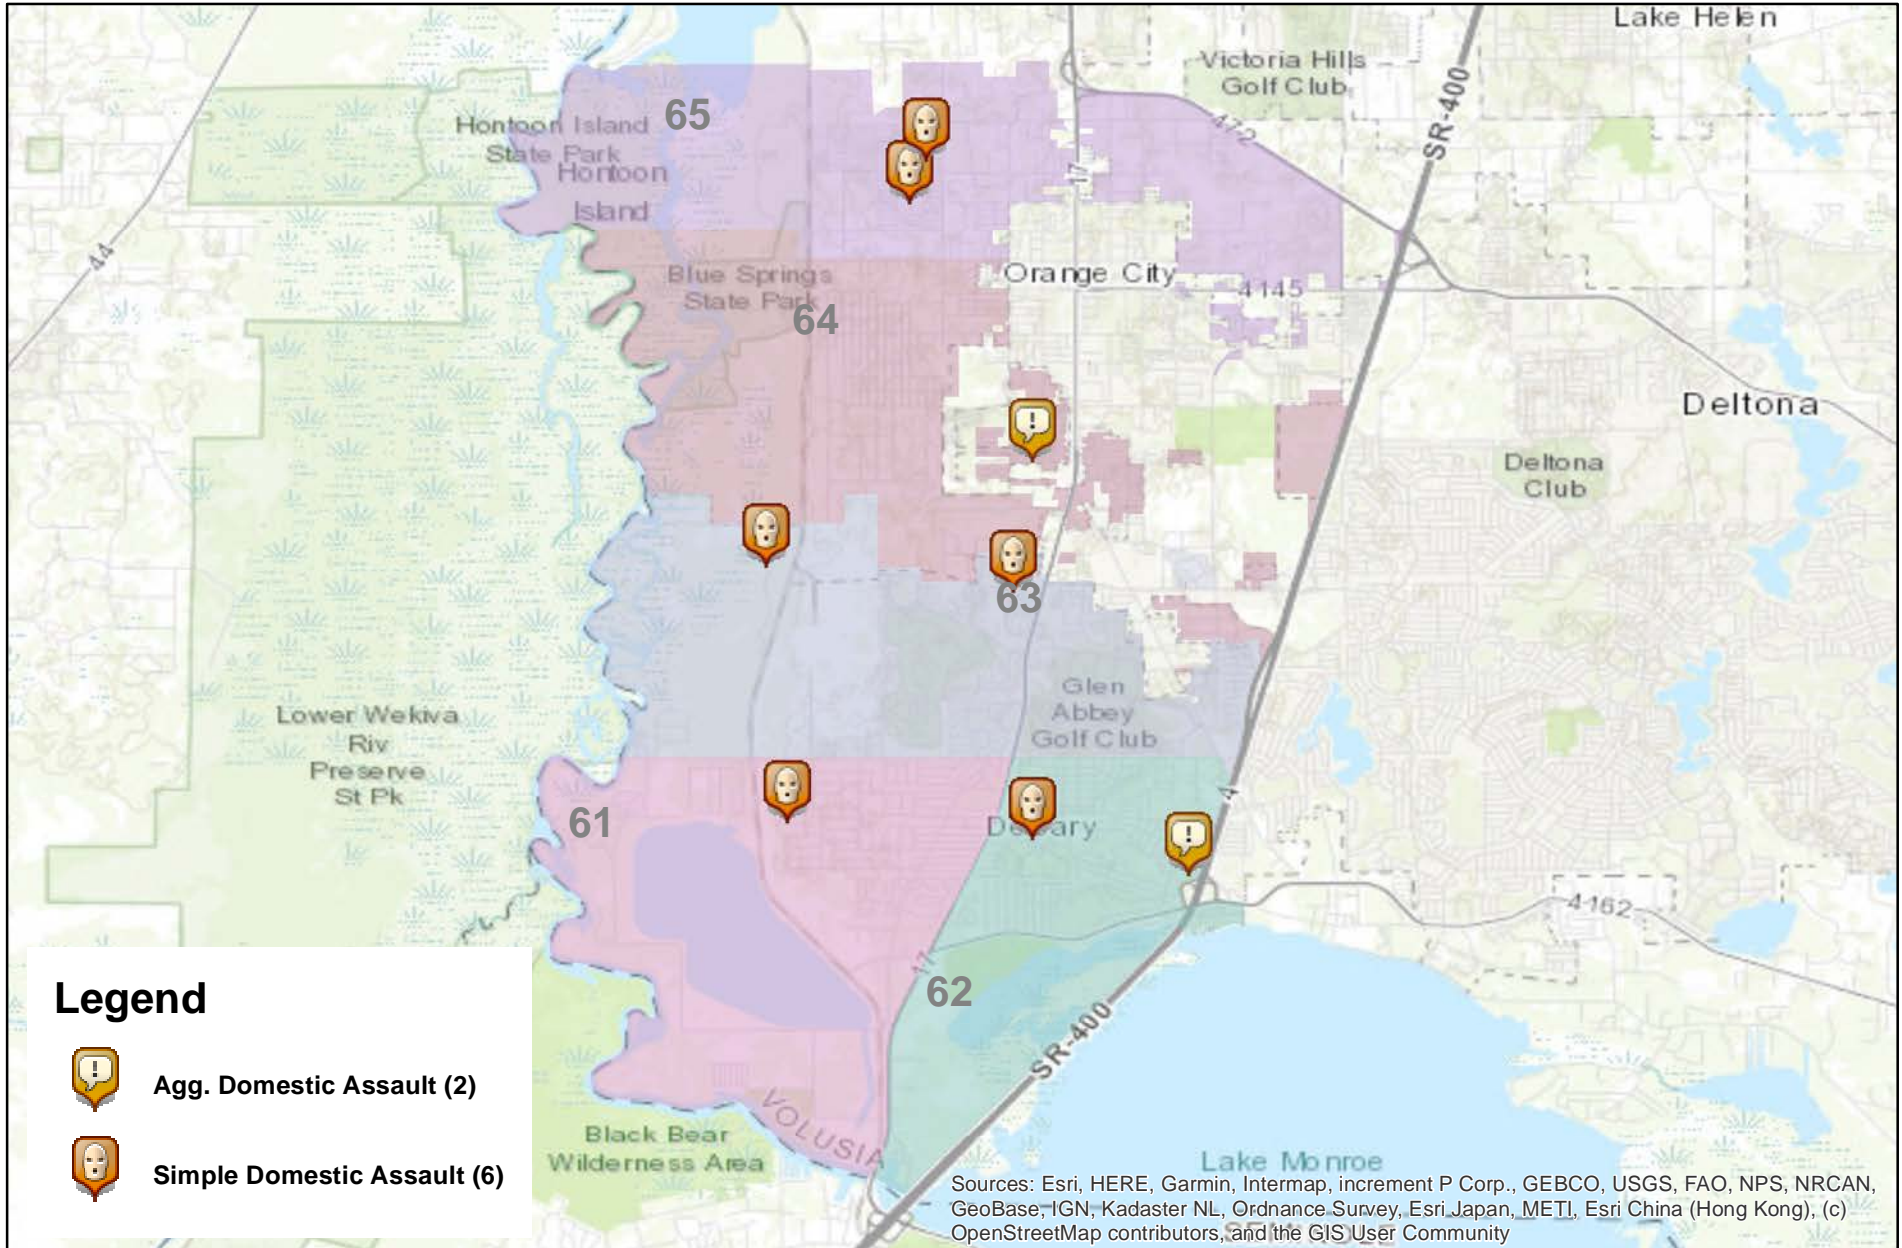 Lake Helen
Victoria Hills
Golf Club
SR-400
472
65
Hontoon Island
State Park
Hontoon
Island
17
44
Blue Springs
State Park
64
Orange City
4145
Deltona
Deltona
Club
63
Glen
Abbey
Golf Club
Lower Wekiva
Riv
Preserve
St Pk
4
61
DeBary
4162
17
62
SR-400
Legend
Agg. Domestic Assault (2)
Simple Domestic Assault (6)
VOLUSIA
Black Bear
Wilderness Area
Lake Monroe
Sources: Esri, HERE, Garmin, Intermap, increment P Corp., GEBCO, USGS, FAO, NPS, NRCAN,
GeoBase, IGN, Kadaster NL, Ordnance Survey, Esri Japan, METI, Esri China (Hong Kong), (c)
OpenStreetMap contributors, and the GIS User Community